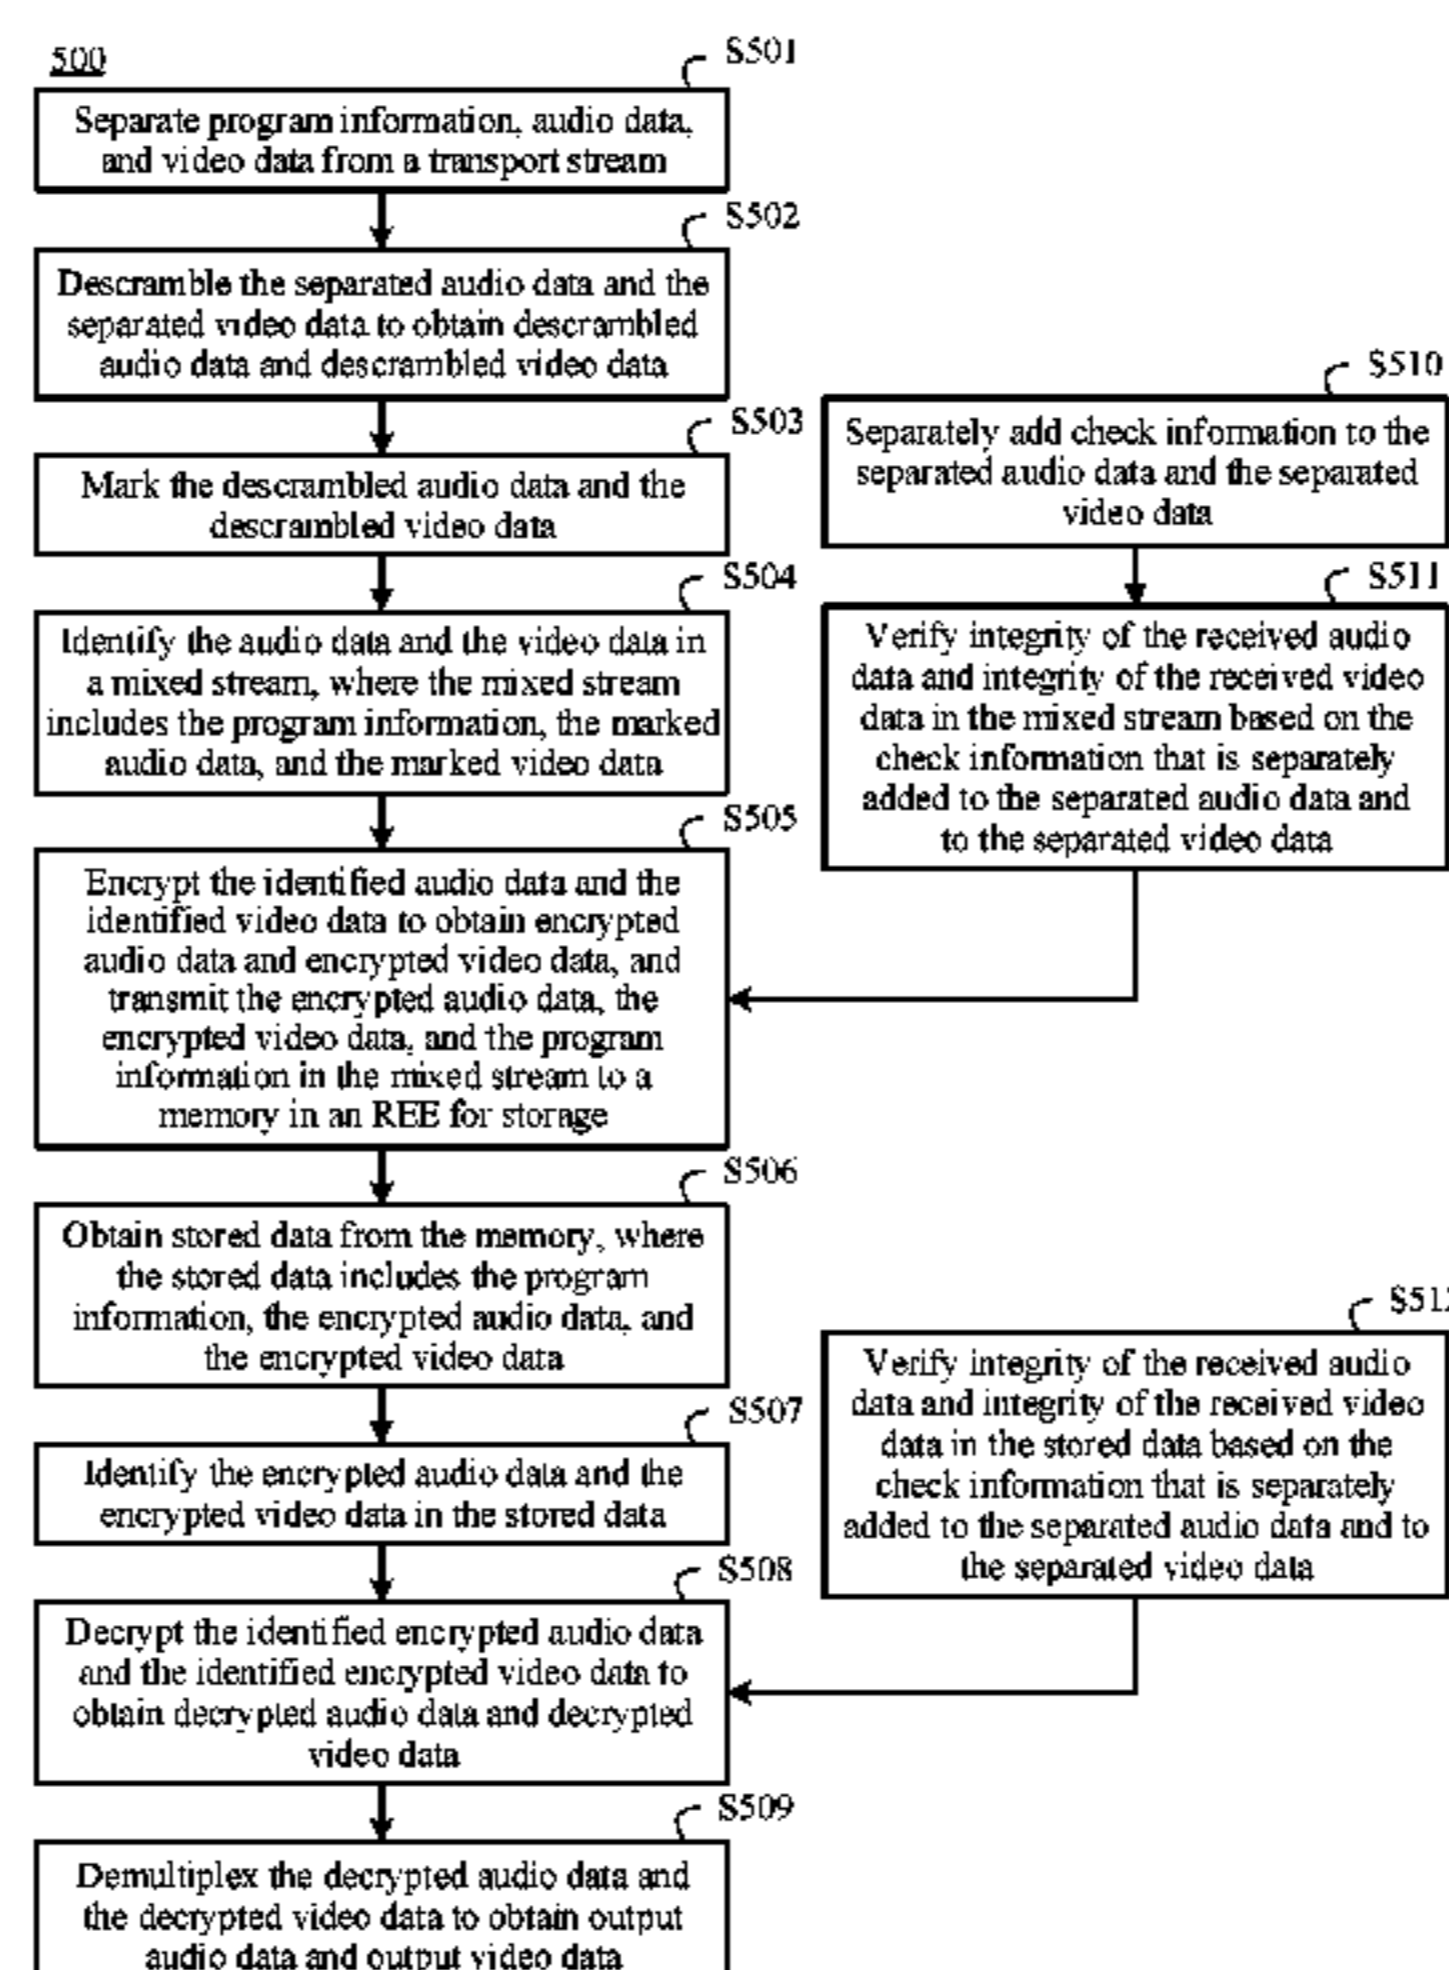 500
S501
Separate program information, audio data,
and video data from a transport stream
S502
Descramble the separated audio data and the
separated video data to obtain descrambled
audio data and descrambled video data
S503
Mark the descrambled audio data and the
descrambled video data
S504
Identify the audio data and the video data in
a mixed stream, where the mixed stream
includes the program information, the marked
audio data, and the marked video data
S505
Encrypt the identified audio data and the
identified video data to obtain encrypted
audio data and encrypted video data, and
transmit the encrypted audio data, the
encrypted video data, and the program
information in the mixed stream to a
memory in an REE for storage
S506
Obtain stored data from the memory, where
the stored data includes the program
information, the encrypted audio data, and
the encrypted video data
S507
Identify the encrypted audio data and the
encrypted video data in the stored data
S508
Decrypt the identified encrypted audio data
and the identified encrypted video data to
obtain decrypted audio data and decrypted
video data
S509
Demultiplex the decrypted audio data and
the decrypted video data to obtain output
audio data and output video data
S510
Separately add check information to the
separated audio data and the separated
video data
S511
Verify integrity of the received audio
data and integrity of the received video
data in the mixed stream based on the
check information that is separately
added to the separated audio data and
to the separated video data
S512
Verify integrity of the received audio
data and integrity of the received video
data in the stored data based on the
check information that is separately
added to the separated audio data and to
the separated video data